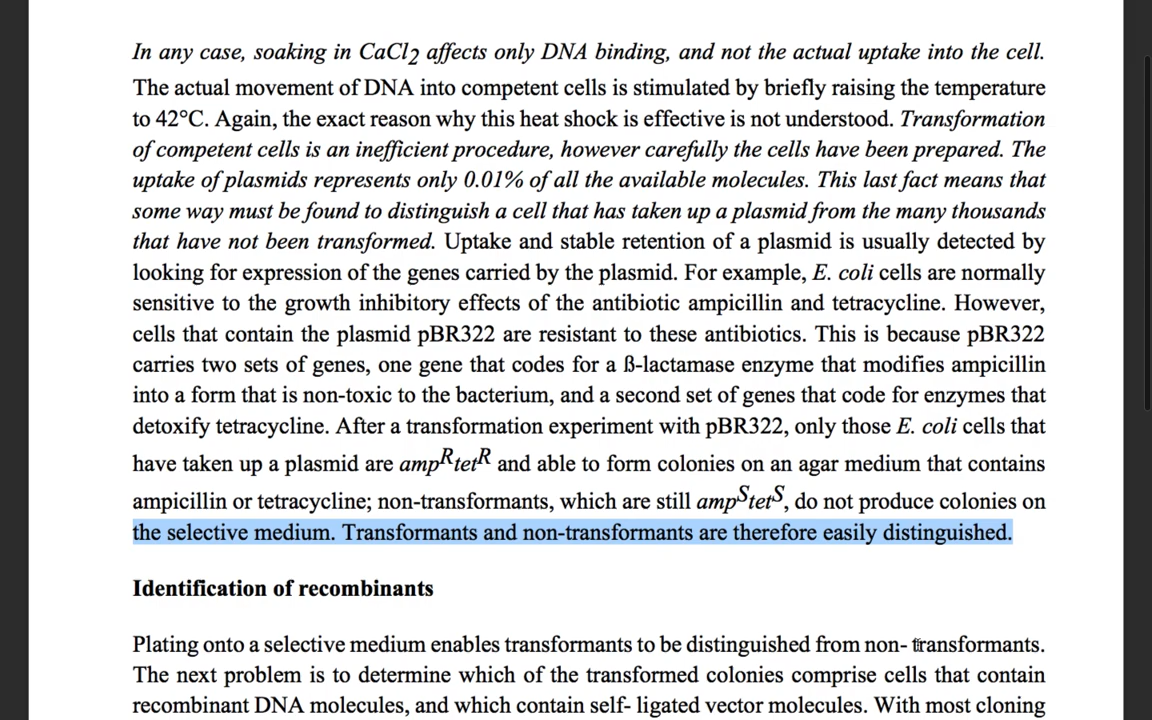 In any case, soaking in CaCl2 affects only DNA binding, and not the actual uptake into the cell.
The actual movement of DNA into competent cells is stimulated by briefly raising the temperature
to 42°C. Again, the exact reason why this heat shock is effective is not understood. Transformation
of competent cells is an inefficient procedure, however carefully the cells have been prepared. The
uptake of plasmids represents only 0.01% of all the available molecules. This last fact means that
some way must be found to distinguish a cell that has taken up a plasmid from the many thousands
that have not been transformed. Uptake and stable retention of a plasmid is usually detected by
looking for expression of the genes carried by the plasmid. For example, E. coli cells are normally
sensitive to the growth inhibitory effects of the antibiotic ampicillin and tetracycline. However,
cells that contain the plasmid pBR322 are resistant to these antibiotics. This is because pBR322
carries two sets of genes, one gene that codes for a ß-lactamase enzyme that modifies ampicillin
into a form that is non-toxic to the bacterium, and a second set of genes that code for enzymes that
detoxify tetracycline. After a transformation experiment with pBR322, only those E. coli cells that
have taken up a plasmid are ampRtetR and able to form colonies on an agar medium that contains
ampicillin or tetracycline; non-transformants, which are still ampStetS, do not produce colonies on
the selective medium. Transformants and non-transformants are therefore easily distinguished.
Identification of recombinants
Plating onto a selective medium enables transformants to be distinguished from non- transformants.
The next problem is to determine which of the transformed colonies comprise cells that contain
recombinant DNA molecules, and which contain self- ligated vector molecules. With most cloning